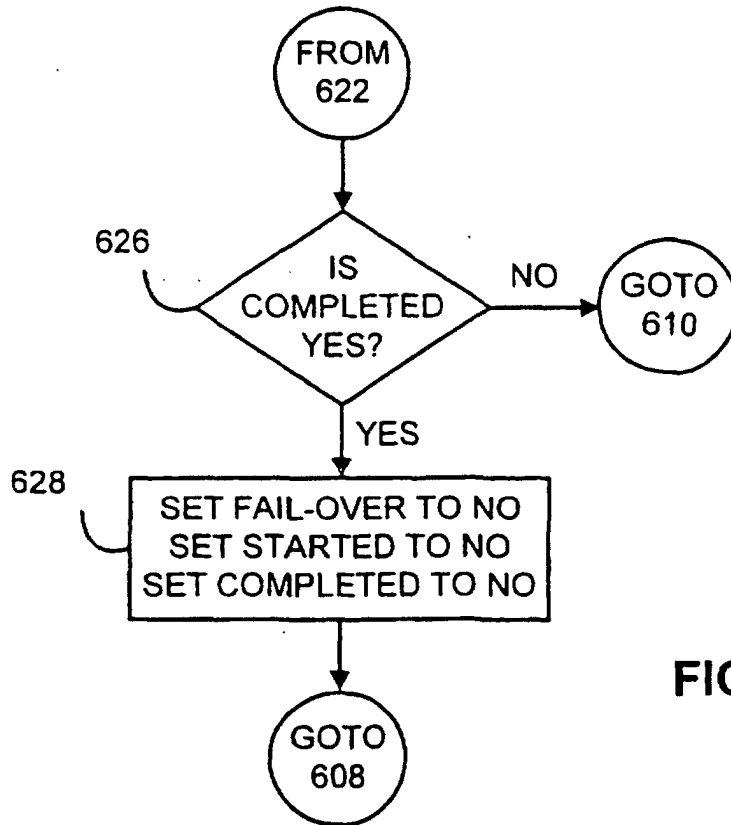 FROM
622
626
IS
COMPLETED
YES?
NO
GOTO
610
YES
628
SET FAIL-OVER TO NO
SET STARTED TO NO
SET COMPLETED TO NO
GOTO
608